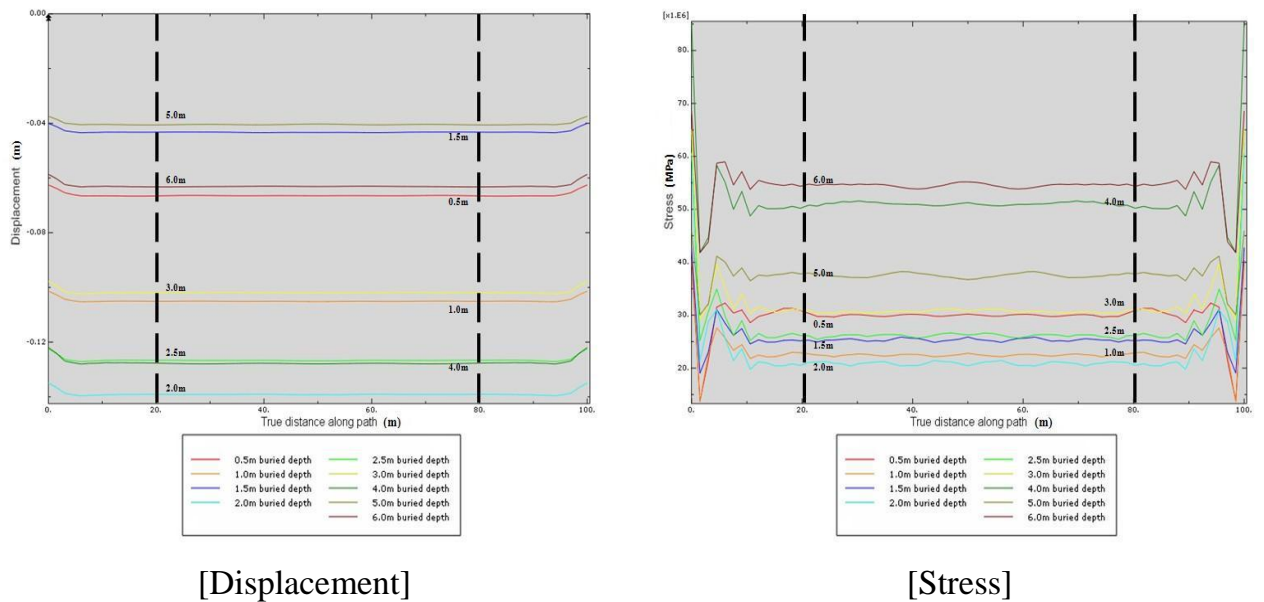 0.00
-0.04
-0.08
-0.12
Displacement (m)
5.0m
1.5m
6.0m
0.5m
3.0m
1.0m
2.5m
4.0m
2.0m
0. 20. 40. 60. 80. 100.
True distance along path (m)
0.5m buried depth 2.5m buried depth
1.0m buried depth 3.0m buried depth
1.5m buried depth 4.0m buried depth
2.0m buried depth 5.0m buried depth
6.0m buried depth
[Displacement]
[x1.E6]
80.
70.
60.
50.
40.
30.
20.
Stress (MPa)
6.0m
4.0m
5.0m
3.0m
0.5m
2.5m
1.5m
1.0m
2.0m
0. 20. 40. 60. 80. 100.
True distance along path (m)
0.5m buried depth 2.5m buried depth
1.0m buried depth 3.0m buried depth
1.5m buried depth 4.0m buried depth
2.0m buried depth 5.0m buried depth
6.0m buried depth
[Stress]